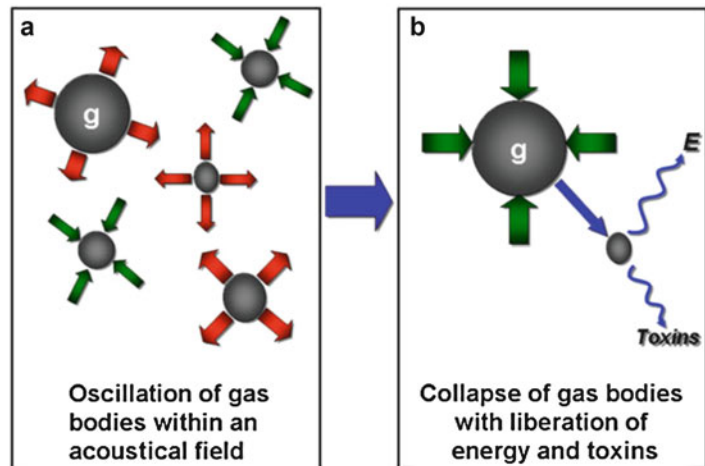 a
g
Oscillation of gas
bodies within an
acoustical field
b
g
E
Toxins
Collapse of gas bodies
with liberation of
energy and toxins